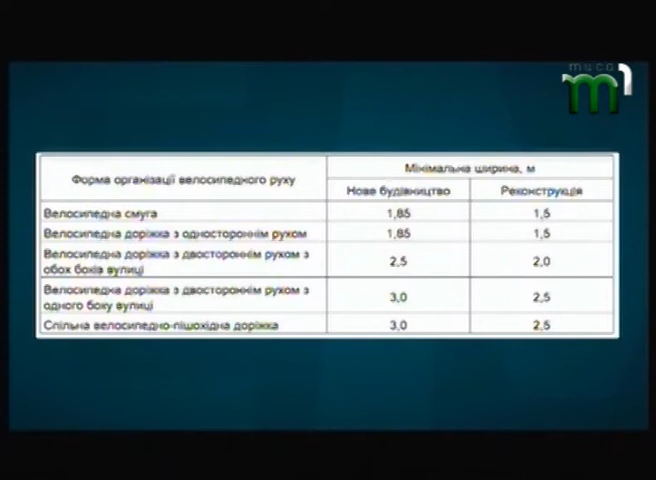 тиса
m1
Форма організації велосипедного руху
Мінімальна ширина, м
Нове будівництво
Реконструкція
Велосипедна смуга
1,85
1,5
Велосипедна доріжка з одностороннім рухом
1,85
1,5
Велосипедна доріжка з двостороннім рухом з
обох боків вулиці
2,5
2,0
Велосипедна доріжка з двостороннім рухом з
одного боку вулиці
3,0
2,5
Спільна велосипедно-пішохідна доріжка
3,0
2,5